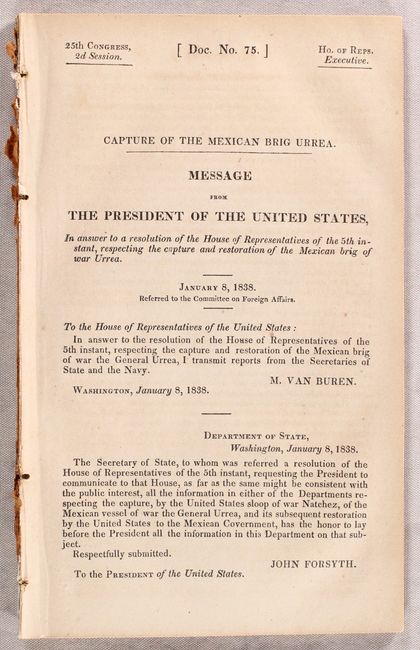 25th Congress, [ Doc. No. 75. ] Ho. of Reps.
2d Session. Executive.
CAPTURE OF THE MEXICAN BRIG URREA.
MESSAGE
FROM
THE PRESIDENT OF THE UNITED STATES,
In answer to a resolution of the House of Representatives of the 5th in-
stant, respecting the capture and restoration of the Mexican brig of
war Urrea.
January 8, 1838.
Referred to the Committee on Foreign Affairs.
To the House of Representatives of the United States :
In answer to the resolution of the House of Representatives of the
5th instant, respecting the capture and restoration of the Mexican brig
of war the General Urrea, I transmit reports from the Secretaries of
State and the Navy.
M. VAN BUREN.
Washington, January 8, 1838.
Department of State,
Washington, January 8, 1838.
The Secretary of State, to whom was referred a resolution of the
House of Representatives of the 5th instant, requesting the President to
communicate to that House, as far as the same might be consistent with
the public interest, all the information in either of the Departments re-
specting the capture, by the United States sloop of war Natchez, of the
Mexican vessel of war the General Urrea, and its subsequent restoration
by the United States to the Mexican Government, has the honor to lay
before the President all the information in this Department on that sub-
ject.
Respectfully submitted.
JOHN FORSYTH.
To the President of the United States.